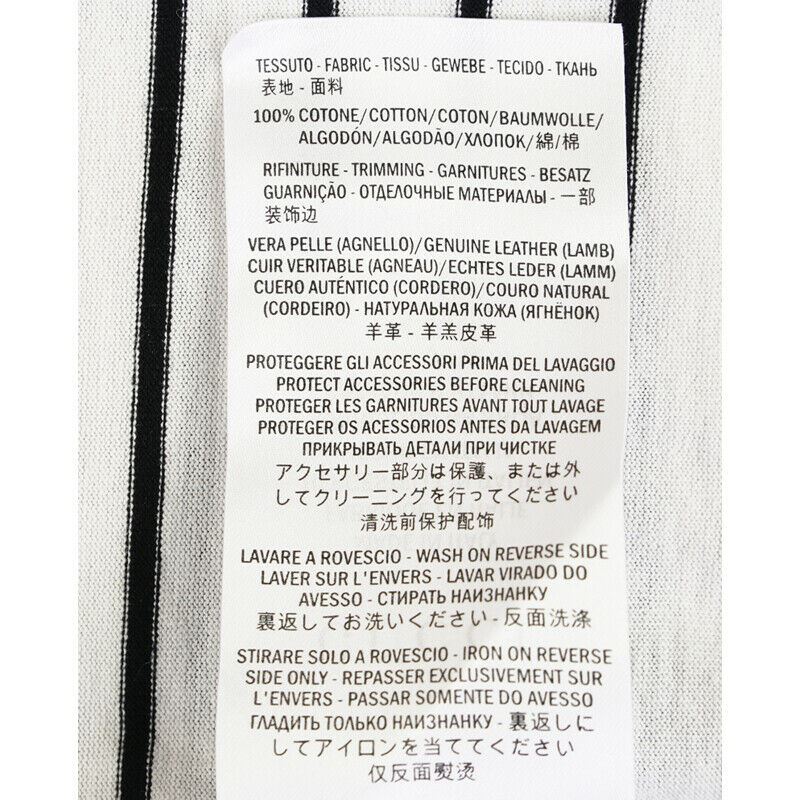 TESSUTO - FABRIC - TISSU - GEWEBE - TECIDO - ТКАНЬ
表地 - 面料
100% COTONE/COTTON/COTON/BAUMWOLLE/
ALGODÓN/ALGODÃO/ХЛОПОК/綿/棉
RIFINITURE - TRIMMING - GARNITURES - BESATZ
GUARNIÇÃO - ОТДЕЛОЧНЫЕ МАТЕРИАЛЫ - 一部
装饰边
VERA PELLE (AGNELLO)/GENUINE LEATHER (LAMB)
CUIR VERITABLE (AGNEAU)/ECHTES LEDER (LAMM)
CUERO AUTÉNTICO (CORDERO)/COURO NATURAL
(CORDEIRO) - НАТУРАЛЬНАЯ КОЖА (ЯГНЁНОК)
羊革 - 羊羔皮革
PROTEGGERE GLI ACCESSORI PRIMA DEL LAVAGGIO
PROTECT ACCESSORIES BEFORE CLEANING
PROTEGER LES GARNITURES AVANT TOUT LAVAGE
PROTEGER OS ACESSORIOS ANTES DA LAVAGEM
ПРИКРЫВАТЬ ДЕТАЛИ ПРИ ЧИСТКЕ
アクセサリー部分は保護、または外
してクリーニングを行ってください
清洗前保护配饰
LAVARE A ROVESCIO - WASH ON REVERSE SIDE
LAVER SUR L'ENVERS - LAVAR VIRADO DO
AVESSO - СТИРАТЬ НАИЗНАНКУ
裏返してお洗いください - 反面洗涤
STIRARE SOLO A ROVESCIO - IRON ON REVERSE
SIDE ONLY - REPASSER EXCLUSIVEMENT SUR
L'ENVERS - PASSAR SOMENTE DO AVESSO
ГЛАДИТЬ ТОЛЬКО НАИЗНАНКУ - 裏返しに
してアイロンを当ててください
仅反面熨烫